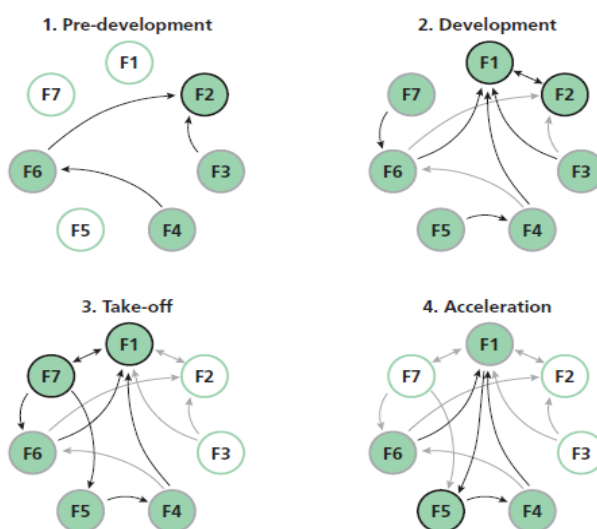 1. Pre-development
F1
F7
F2
F6
F3
F5
F4
2. Development
F1
F7
F2
F6
F3
F5
F4
3. Take-off
F1
F7
F2
F6
F3
F5
F4
4. Acceleration
F1
F7
F2
F6
F3
F5
F4